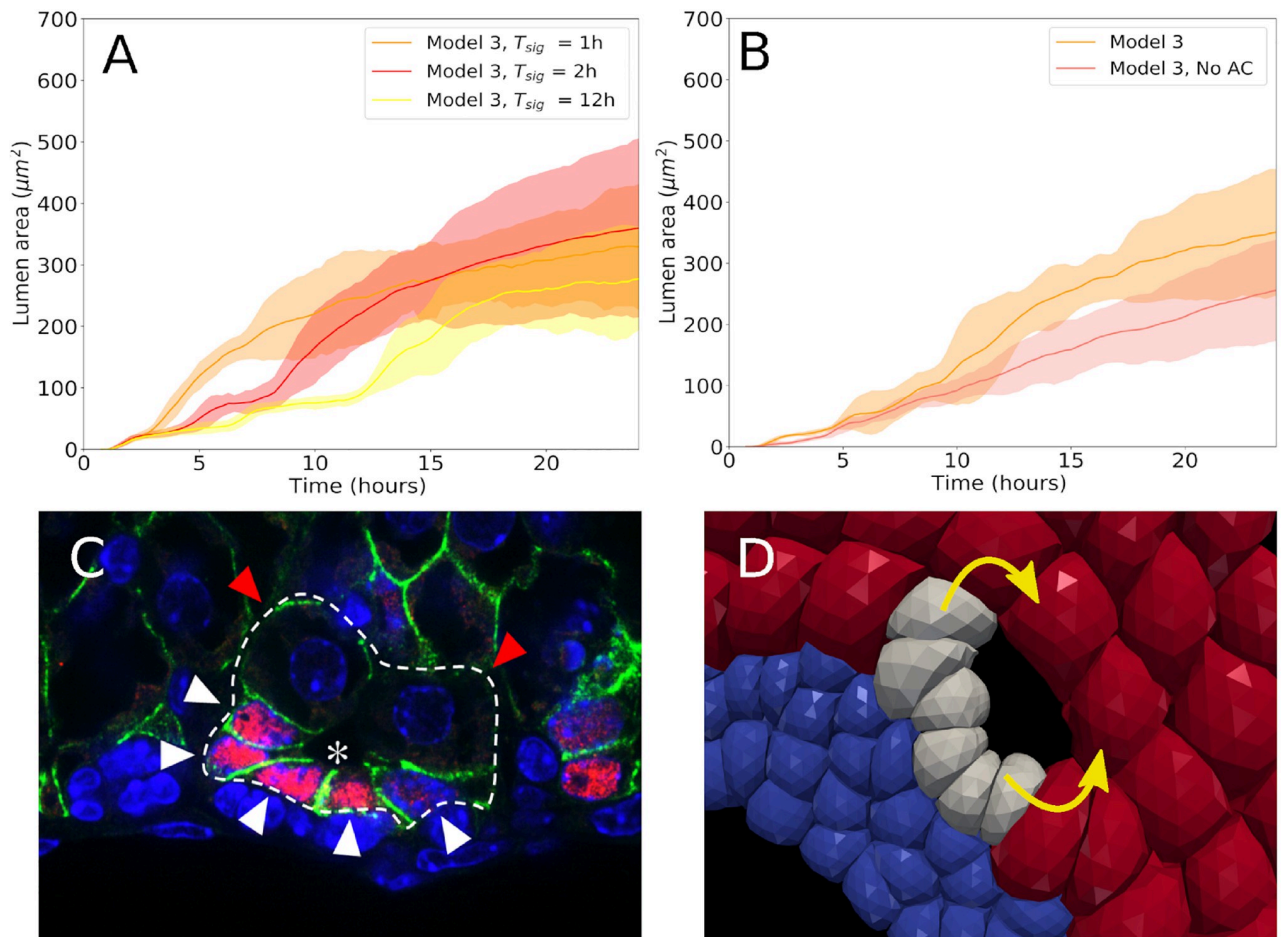 A
Model 3, T_sig = 1h
Model 3, T_sig = 2h
Model 3, T_sig = 12h
700
600
500
400
300
200
100
0
Lumen area (μm²)
0 5 10 15 20
Time (hours)
B
Model 3
Model 3, No AC
700
600
500
400
300
200
100
0
Lumen area (μm²)
0 5 10 15 20
Time (hours)
C
*
D